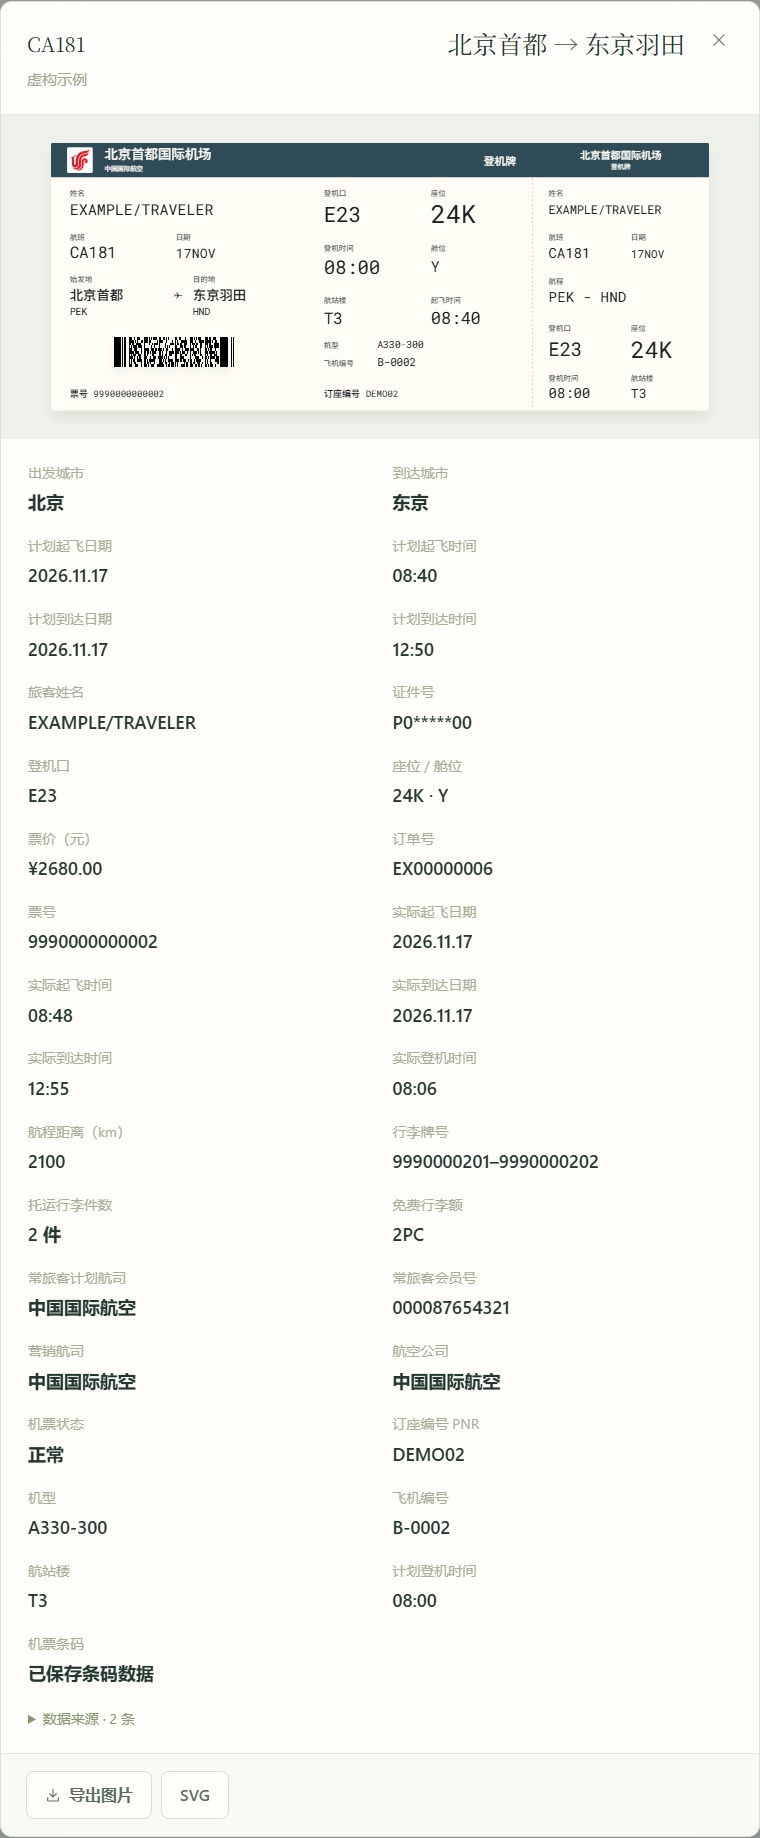 CA181
北京首都 → 东京羽田
虚构示例
北京首都国际机场
中国国际航空
登机牌
北京首都国际机场
登机牌
姓名
EXAMPLE/TRAVELER
航班 日期
CA181 17NOV
始发地 目的地
北京首都 ✈ 东京羽田
PEK HND
票号 9990000000002
登机口 座位
E23 24K
登机时间 舱位
08:00 Y
航站楼 起飞时间
T3 08:40
机型 A330-300
飞机编号 B-0002
订座编号 DEMO02
姓名
EXAMPLE/TRAVELER
航班 日期
CA181 17NOV
航程
PEK - HND
登机口 座位
E23 24K
登机时间 航站楼
08:00 T3
出发城市 到达城市
北京 东京
计划起飞日期 计划起飞时间
2026.11.17 08:40
计划到达日期 计划到达时间
2026.11.17 12:50
旅客姓名 证件号
EXAMPLE/TRAVELER P0*****00
登机口 座位 / 舱位
E23 24K · Y
票价（元） 订单号
¥2680.00 EX00000006
票号 实际起飞日期
9990000000002 2026.11.17
实际起飞时间 实际到达日期
08:48 2026.11.17
实际到达时间 实际登机时间
12:55 08:06
航程距离（km） 行李牌号
2100 9990000201–9990000202
托运行李件数 免费行李额
2 件 2PC
常旅客计划航司 常旅客会员号
中国国际航空 000087654321
营销航司 航空公司
中国国际航空 中国国际航空
机票状态 订座编号 PNR
正常 DEMO02
机型 飞机编号
A330-300 B-0002
航站楼 计划登机时间
T3 08:00
机票条码
已保存条码数据
▶ 数据来源 · 2 条
导出图片 SVG